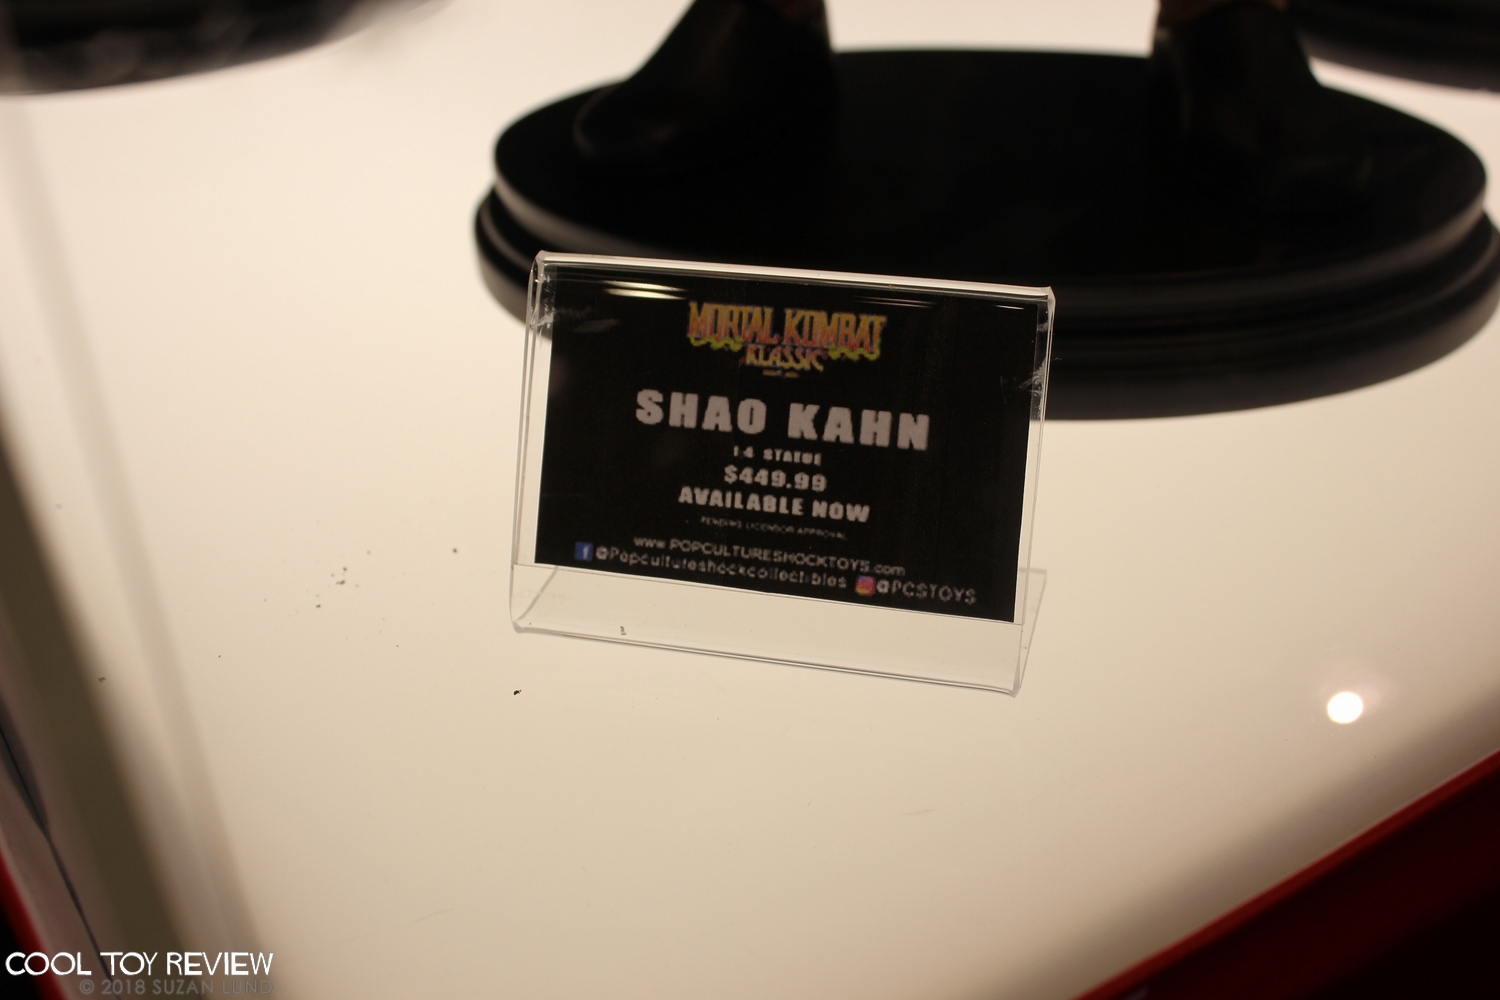 MORTAL KOMBAT
KLASSIC
SHAO KAHN
1:4 STATUE
$449.99
AVAILABLE NOW
PENDING LICENSOR APPROVAL
www.POPCULTURESHOCKTOYS.com
@Popcultureshockcollectibles @PCSTOYS
COOL TOY REVIEW
© 2018 SUZAN LUND